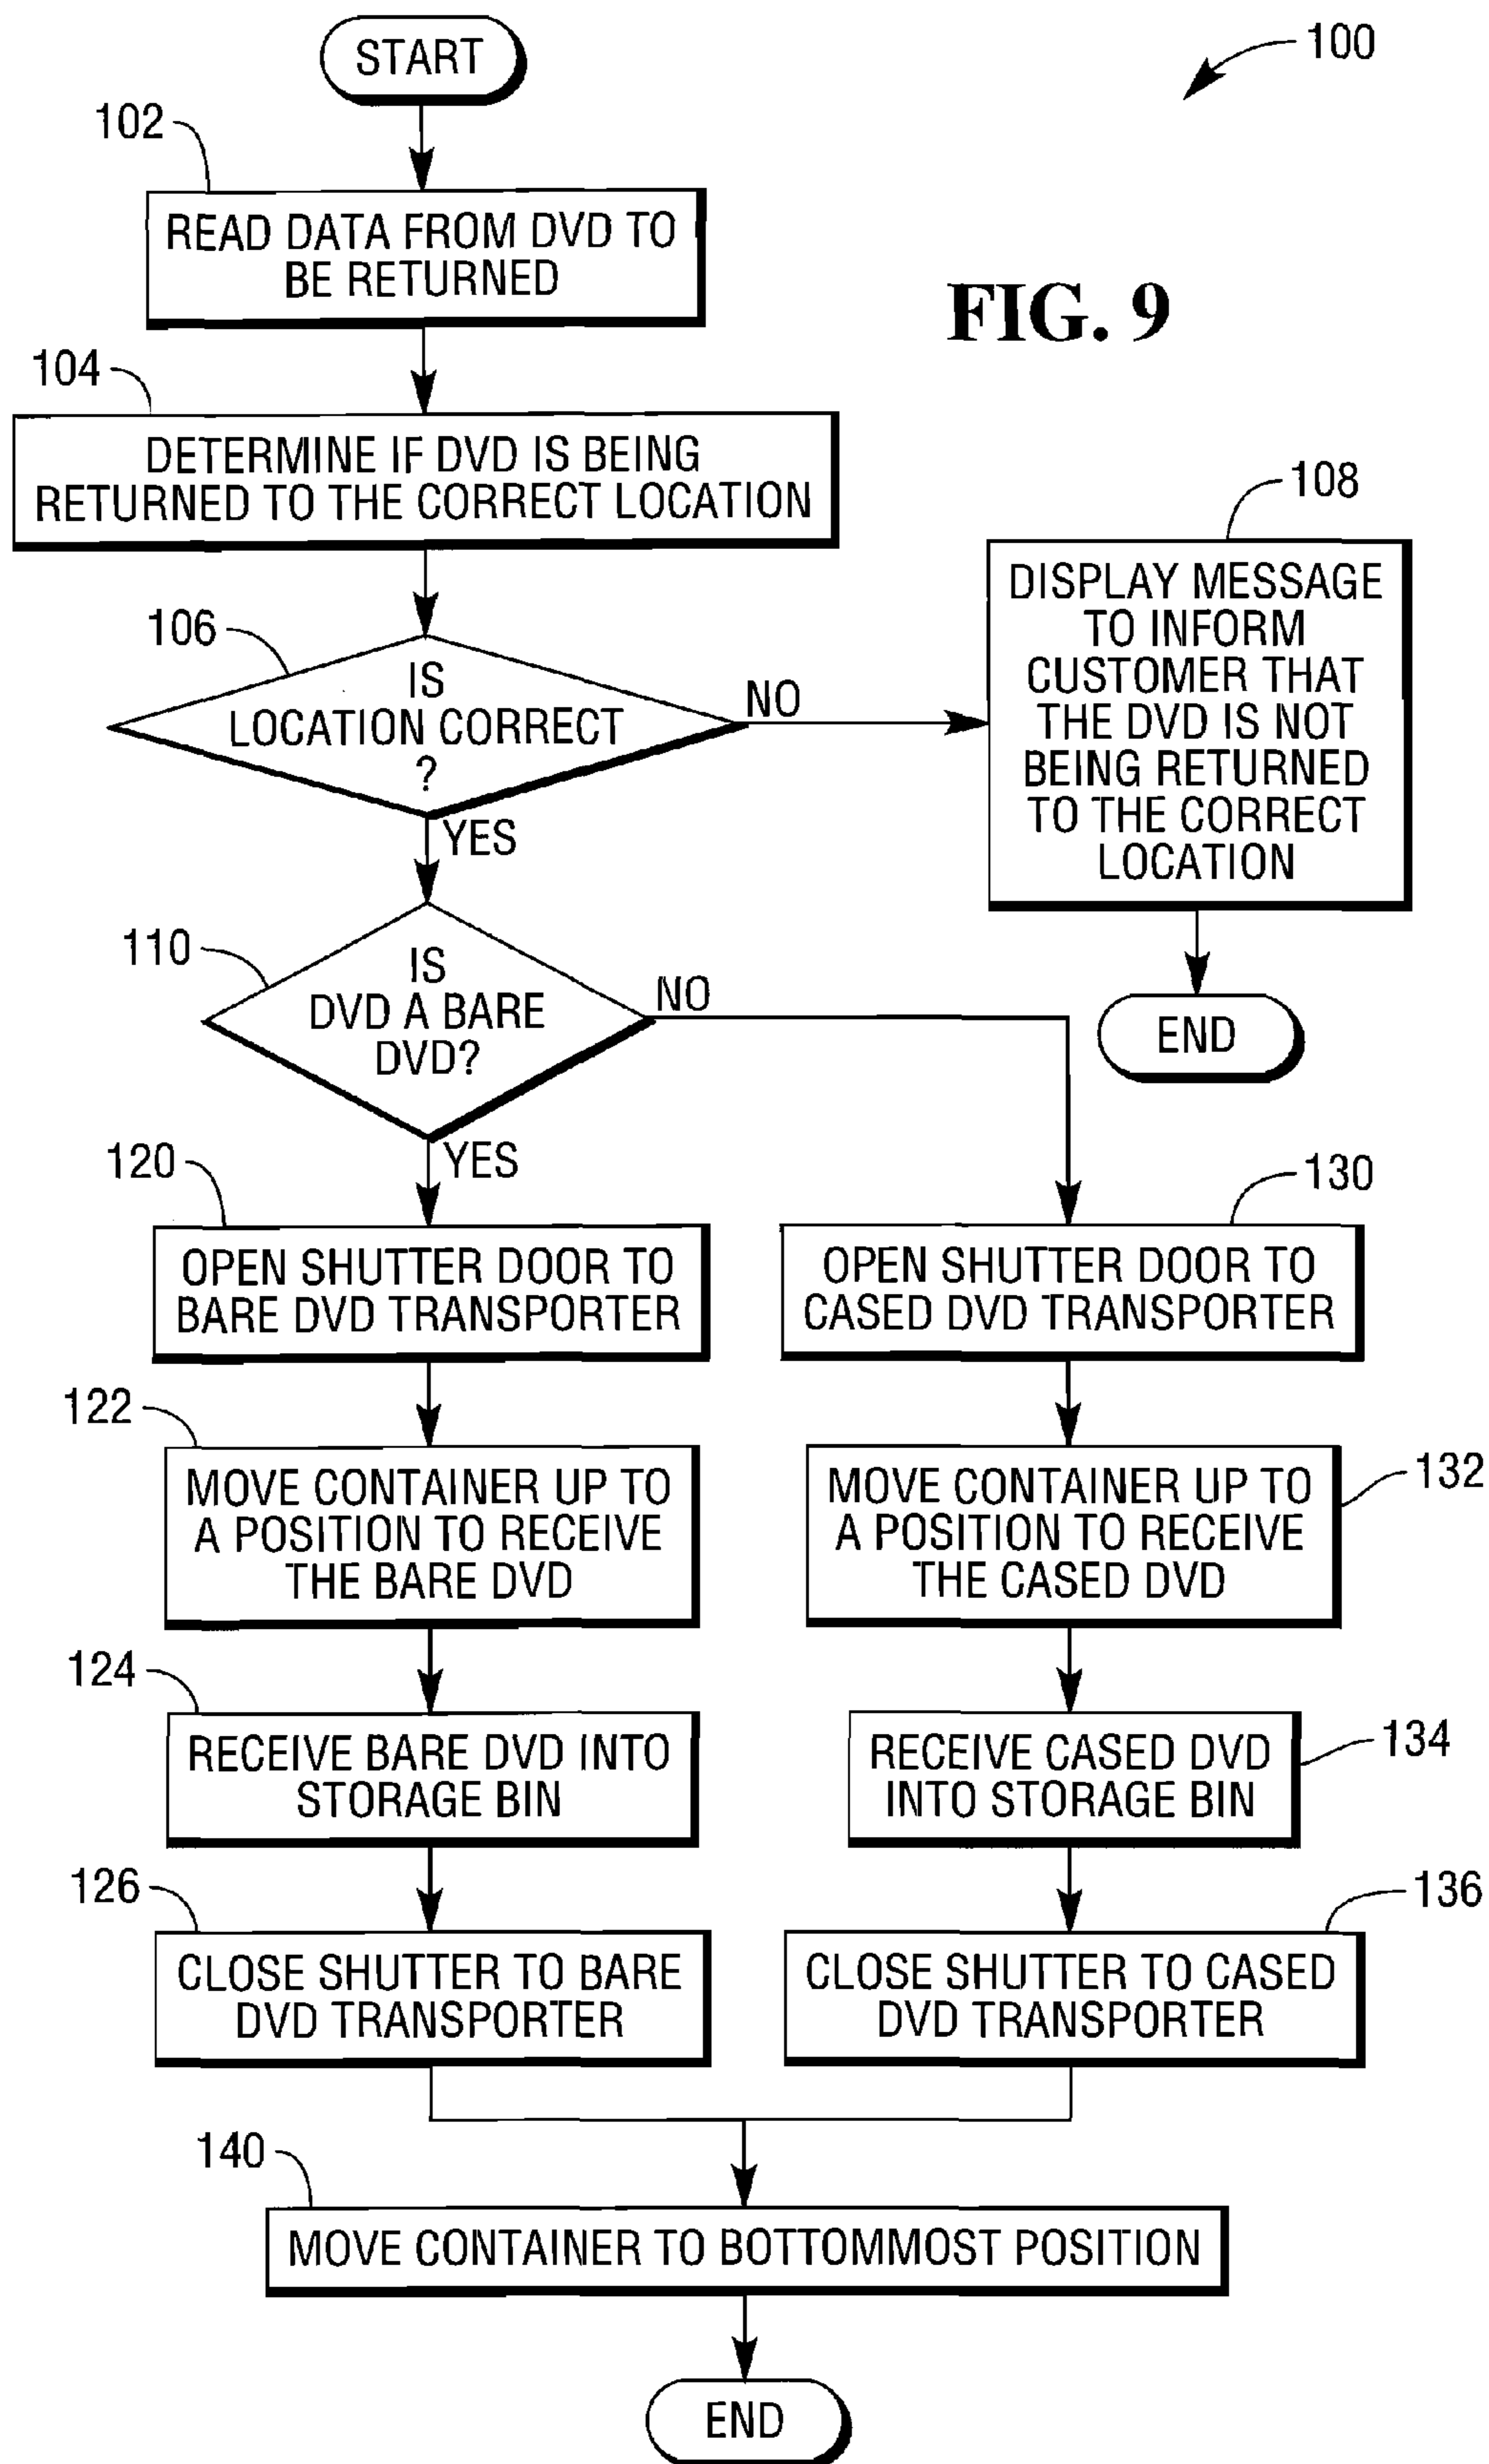 START
100
102
READ DATA FROM DVD TO
BE RETURNED
FIG. 9
104
DETERMINE IF DVD IS BEING
RETURNED TO THE CORRECT LOCATION
106
IS
LOCATION CORRECT
?
NO
YES
108
DISPLAY MESSAGE
TO INFORM
CUSTOMER THAT
THE DVD IS NOT
BEING RETURNED
TO THE CORRECT
LOCATION
END
110
IS
DVD A BARE
DVD?
NO
YES
120
OPEN SHUTTER DOOR TO
BARE DVD TRANSPORTER
130
OPEN SHUTTER DOOR TO
CASED DVD TRANSPORTER
122
MOVE CONTAINER UP TO
A POSITION TO RECEIVE
THE BARE DVD
132
MOVE CONTAINER UP TO
A POSITION TO RECEIVE
THE CASED DVD
124
RECEIVE BARE DVD INTO
STORAGE BIN
134
RECEIVE CASED DVD
INTO STORAGE BIN
126
CLOSE SHUTTER TO BARE
DVD TRANSPORTER
136
CLOSE SHUTTER TO CASED
DVD TRANSPORTER
140
MOVE CONTAINER TO BOTTOMMOST POSITION
END